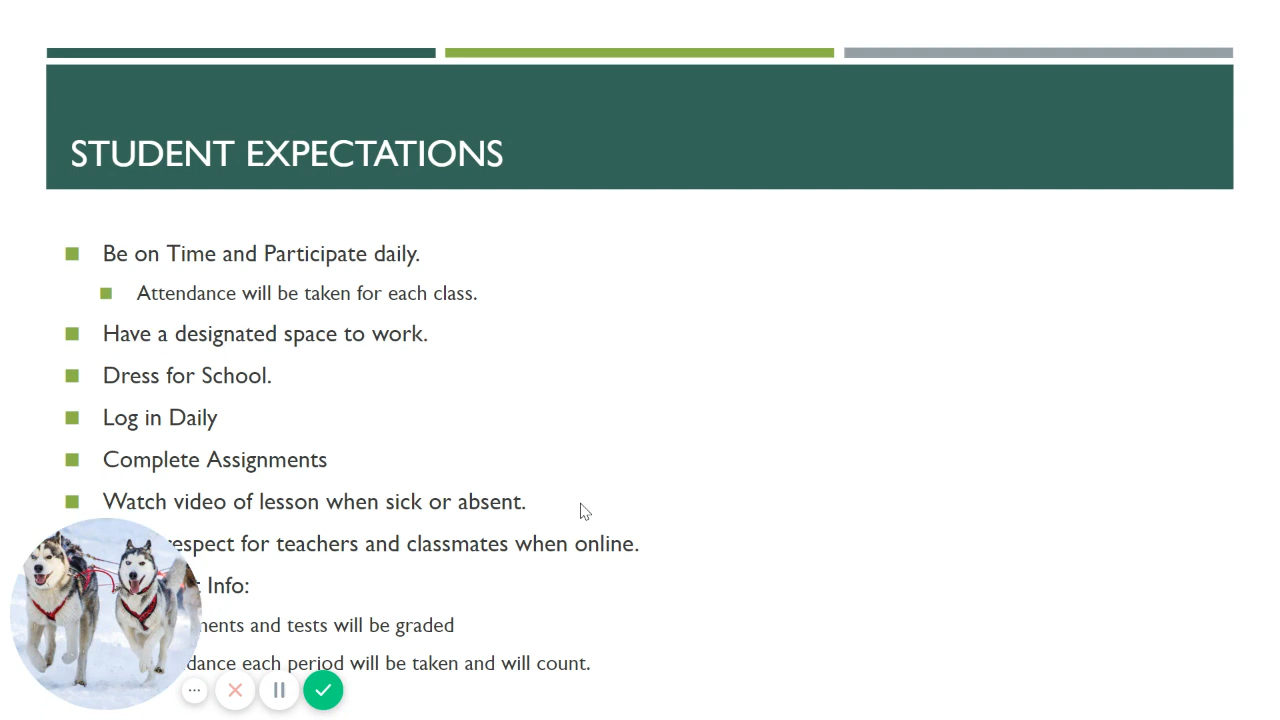 STUDENT EXPECTATIONS
Be on Time and Participate daily.
Attendance will be taken for each class.
Have a designated space to work.
Dress for School.
Log in Daily
Complete Assignments
Watch video of lesson when sick or absent.
respect for teachers and classmates when online.
Info:
and tests will be graded
each period will be taken and will count.